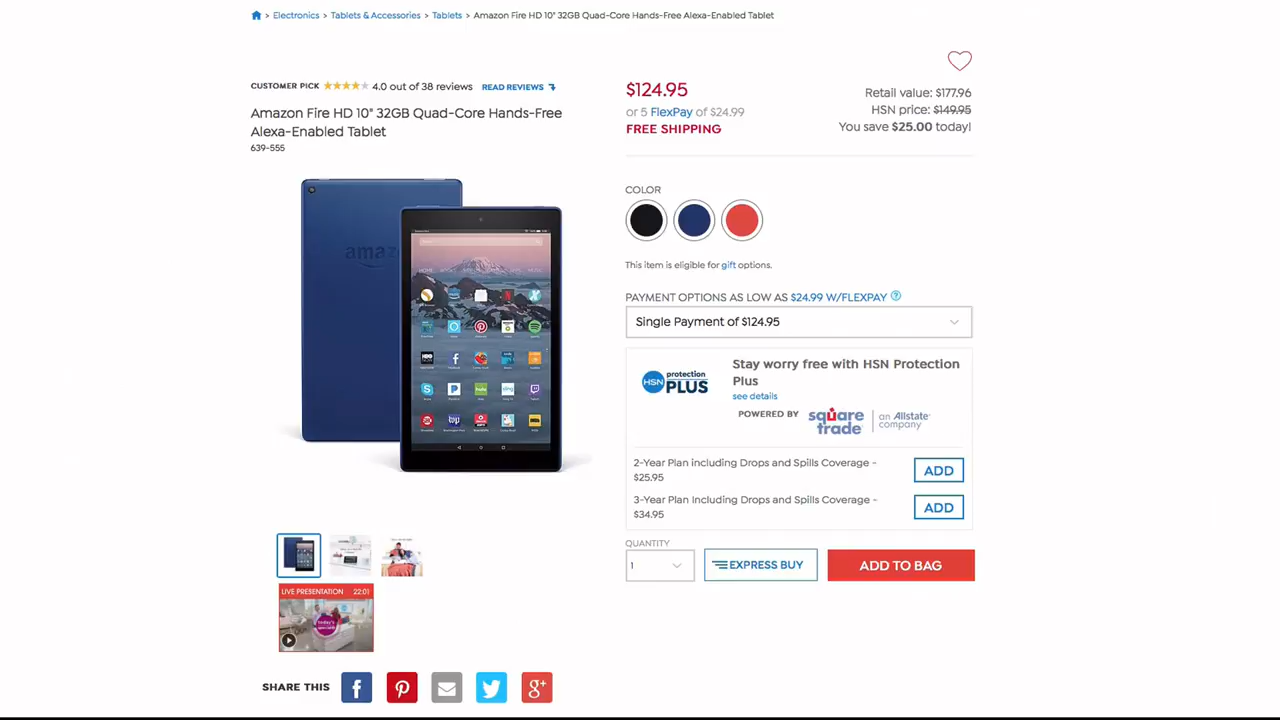 > Electronics > Tablets & Accessories > Tablets > Amazon Fire HD 10" 32GB Quad-Core Hands-Free Alexa-Enabled Tablet
CUSTOMER PICK 4.0 out of 38 reviews READ REVIEWS
Amazon Fire HD 10" 32GB Quad-Core Hands-Free
Alexa-Enabled Tablet
639-555
amaz
LIVE PRESENTATION 22:01
today's
special
SHARE THIS
$124.95
or 5 FlexPay of $24.99
FREE SHIPPING
Retail value: $177.96
HSN price: $149.95
You save $25.00 today!
COLOR
This item is eligible for gift options.
PAYMENT OPTIONS AS LOW AS $24.99 W/FLEXPAY ?
Single Payment of $124.95
HSN protection PLUS
Stay worry free with HSN Protection
Plus
see details
POWERED BY square trade | an Allstate company
2-Year Plan including Drops and Spills Coverage -
$25.95
ADD
3-Year Plan Including Drops and Spills Coverage -
$34.95
ADD
QUANTITY
1
EXPRESS BUY
ADD TO BAG